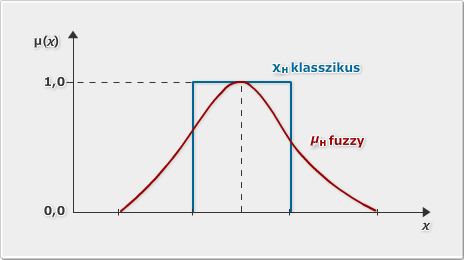 μ(x)
χH klasszikus
1,0
μH fuzzy
0,0
x